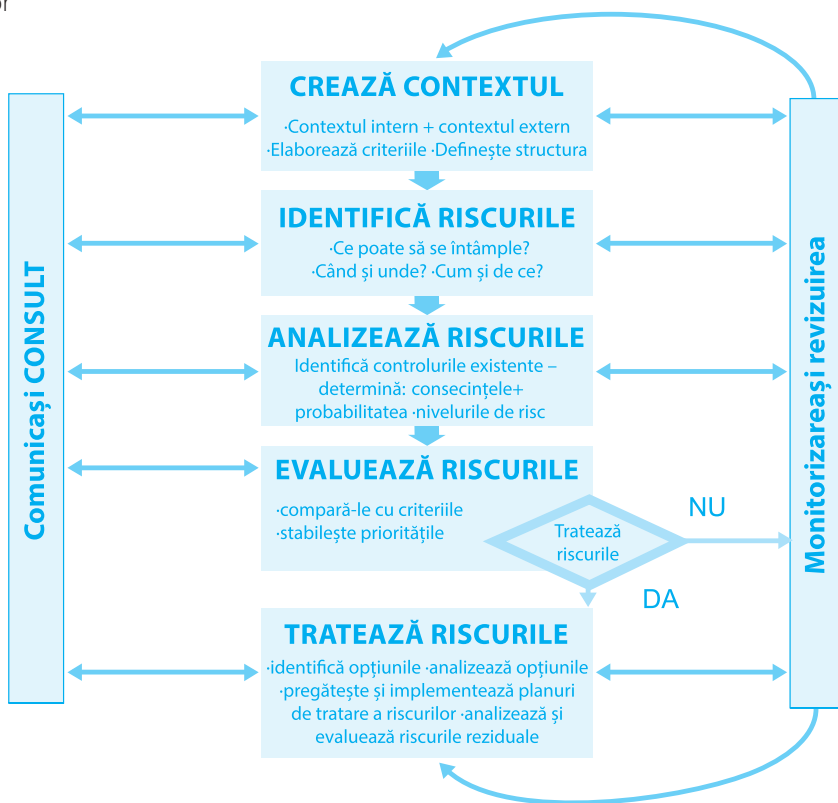 or
CREAZĂ CONTEXTUL
·Contextul intern + contextul extern
·Elaborează criteriile ·Definește structura
IDENTIFICĂ RISCURILE
·Ce poate să se întâmple?
·Când și unde? ·Cum și de ce?
ANALIZEAZĂ RISCURILE
Identifică controlurile existente –
determină: consecințele+
probabilitatea ·nivelurile de risc
EVALUEAZĂ RISCURILE
·compară-le cu criteriile
·stabilește prioritățile
Tratează
riscurile
NU
DA
TRATEAZĂ RISCURILE
·identifică opțiunile ·analizează opțiunile
·pregătește și implementează planuri
de tratare a riscurilor ·analizează și
evaluează riscurile reziduale
Comunicași CONSULT
Monitorizareași revizuirea